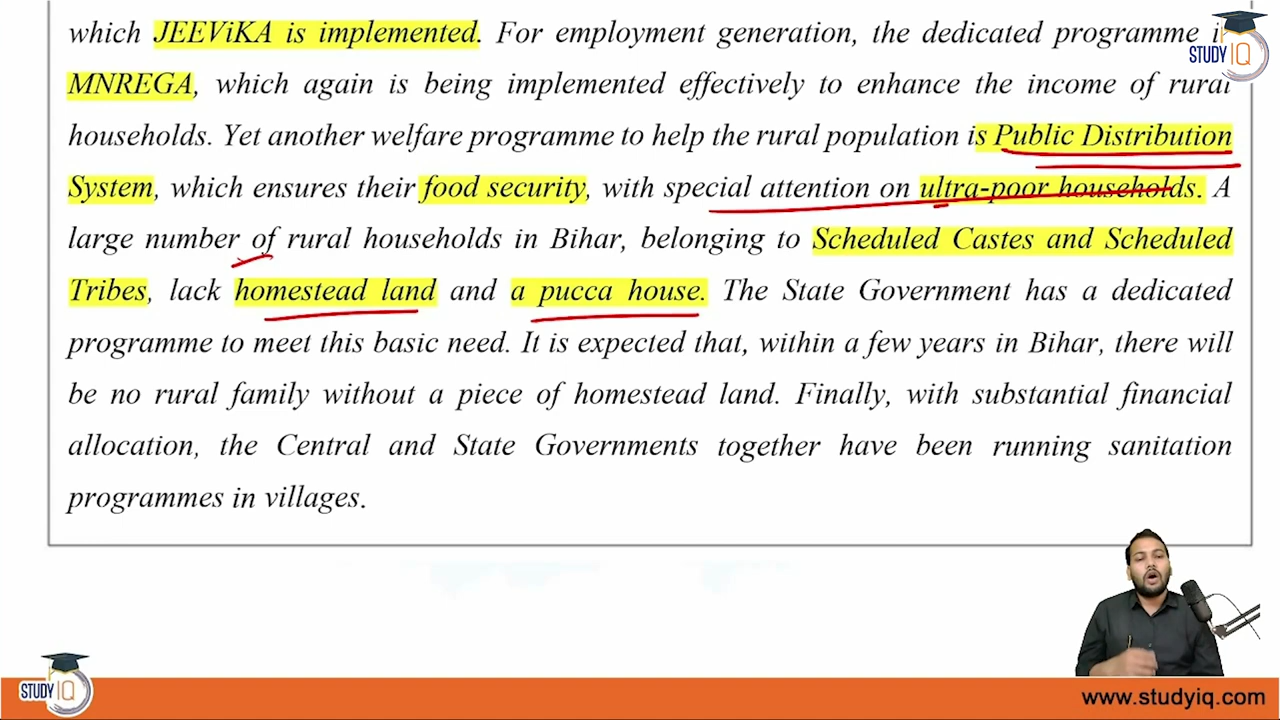 which JEEViKA is implemented. For employment generation, the dedicated programme
MNREGA, which again is being implemented effectively to enhance the income of rural
households. Yet another welfare programme to help the rural population is Public Distribution
System, which ensures their food security, with special attention on ultra-poor households. A
large number of rural households in Bihar, belonging to Scheduled Castes and Scheduled
Tribes, lack homestead land and a pucca house. The State Government has a dedicated
programme to meet this basic need. It is expected that, within a few years in Bihar, there will
be no rural family without a piece of homestead land. Finally, with substantial financial
allocation, the Central and State Governments together have been running sanitation
programmes in villages.
STUDY IQ
STUDY IQ
www.studyiq.com